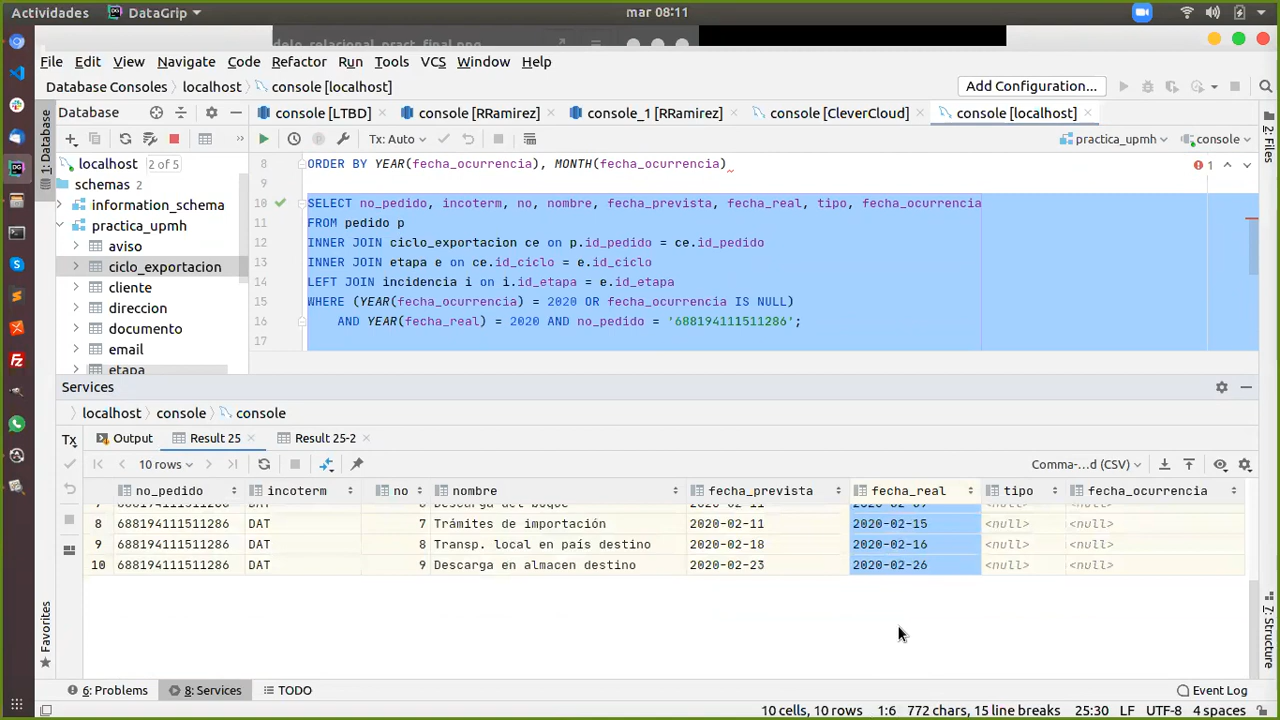 Actividades DataGrip mar 08:11
File Edit View Navigate Code Refactor Run Tools VCS Window Help
Database Consoles localhost console [localhost] Add Configuration...
Database console [LTBD] console [RRamirez] console_1 [RRamirez] console [CleverCloud] console [localhost]
1: Database
2: Files
Tx: Auto practica_upmh console
localhost 2 of 5
schemas 2
information_schema
practica_upmh
aviso
ciclo_exportacion
cliente
direccion
documento
email
etapa
8 ORDER BY YEAR(fecha_ocurrencia), MONTH(fecha_ocurrencia) 1
9
10 SELECT no_pedido, incoterm, no, nombre, fecha_prevista, fecha_real, tipo, fecha_ocurrencia
11 FROM pedido p
12 INNER JOIN ciclo_exportacion ce on p.id_pedido = ce.id_pedido
13 INNER JOIN etapa e on ce.id_ciclo = e.id_ciclo
14 LEFT JOIN incidencia i on i.id_etapa = e.id_etapa
15 WHERE (YEAR(fecha_ocurrencia) = 2020 OR fecha_ocurrencia IS NULL)
16 AND YEAR(fecha_real) = 2020 AND no_pedido = '688194111511286';
17
Services
localhost console console
Tx Output Result 25 Result 25-2
10 rows Comma-...d (CSV)
no_pedido incoterm no nombre fecha_prevista fecha_real tipo fecha_ocurrencia
8 688194111511286 DAT 7 Trámites de importación 2020-02-11 2020-02-15 <null> <null>
9 688194111511286 DAT 8 Transp. local en país destino 2020-02-18 2020-02-16 <null> <null>
10 688194111511286 DAT 9 Descarga en almacen destino 2020-02-23 2020-02-26 <null> <null>
Favorites
7: Structure
6: Problems 8: Services TODO Event Log
10 cells, 10 rows 1:6 772 chars, 15 line breaks 25:30 LF UTF-8 4 spaces